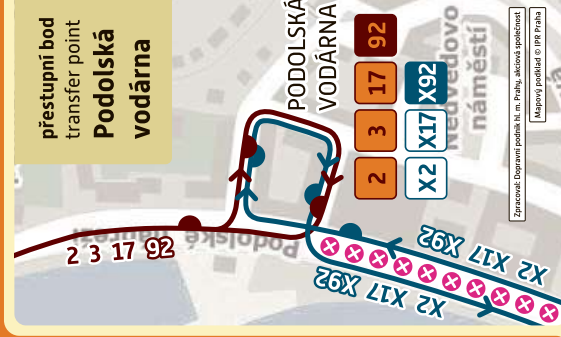 přestupní bod
transfer point
Podolská
vodárna
PODOLSKÁ
VODÁRNA
2 3 17 92
X2 X17 X92
Nedvědovo
náměstí
Podolské nábřeží
2 3 17 92
X2 X17 X92
X2 X17 X92
Zpracoval: Dopravní podnik hl. m. Prahy, akciová společnost
Mapový podklad © IPR Praha